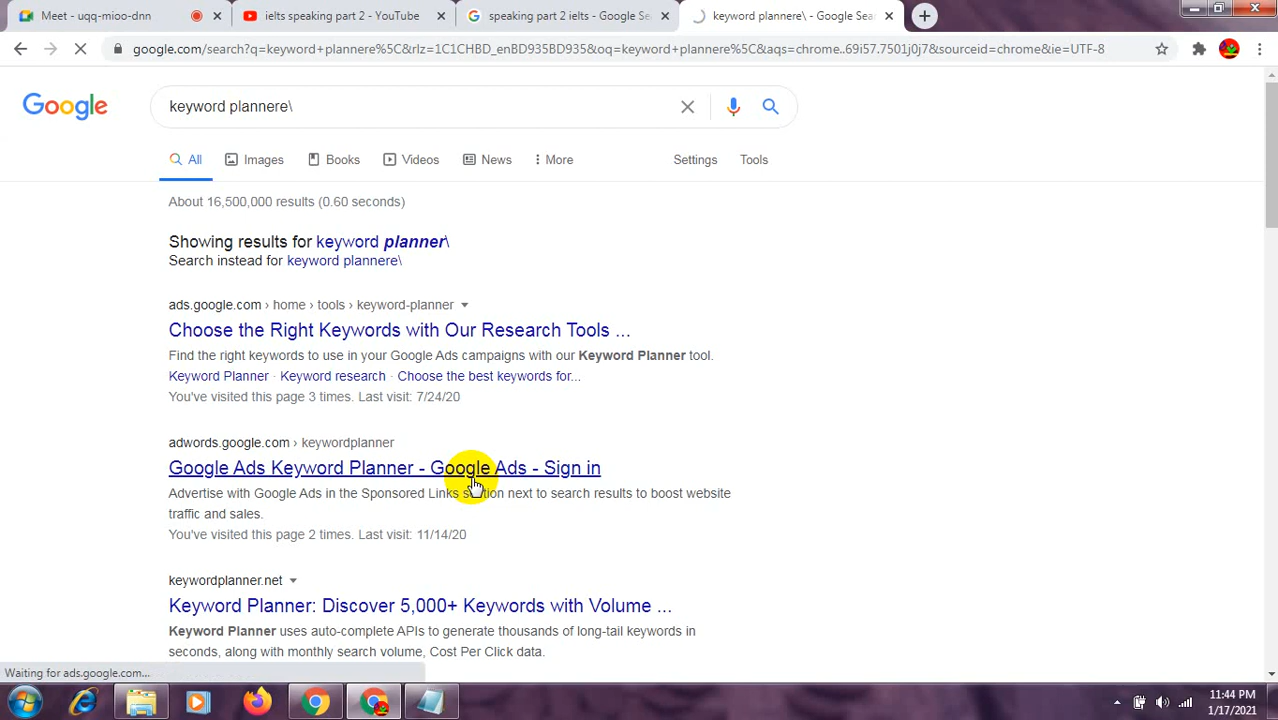 Meet - uqq-mioo-dnn
ielts speaking part 2 - YouTube
speaking part 2 ielts - Google Se
keyword plannere\ - Google Sea
google.com/search?q=keyword+plannere%5C&rlz=1C1CHBD_enBD935BD935&oq=keyword+plannere%5C&aqs=chrome..69i57.7501j0j7&sourceid=chrome&ie=UTF-8
Google
keyword plannere\
All
Images
Books
Videos
News
More
Settings
Tools
About 16,500,000 results (0.60 seconds)
Showing results for keyword planner\
Search instead for keyword plannere\
ads.google.com › home › tools › keyword-planner
Choose the Right Keywords with Our Research Tools ...
Find the right keywords to use in your Google Ads campaigns with our Keyword Planner tool.
Keyword Planner · Keyword research · Choose the best keywords for...
You've visited this page 3 times. Last visit: 7/24/20
adwords.google.com › keywordplanner
Google Ads Keyword Planner - Google Ads - Sign in
Advertise with Google Ads in the Sponsored Links section next to search results to boost website
traffic and sales.
You've visited this page 2 times. Last visit: 11/14/20
keywordplanner.net
Keyword Planner: Discover 5,000+ Keywords with Volume ...
Keyword Planner uses auto-complete APIs to generate thousands of long-tail keywords in
seconds, along with monthly search volume, Cost Per Click data.
Waiting for ads.google.com...
11:44 PM
1/17/2021